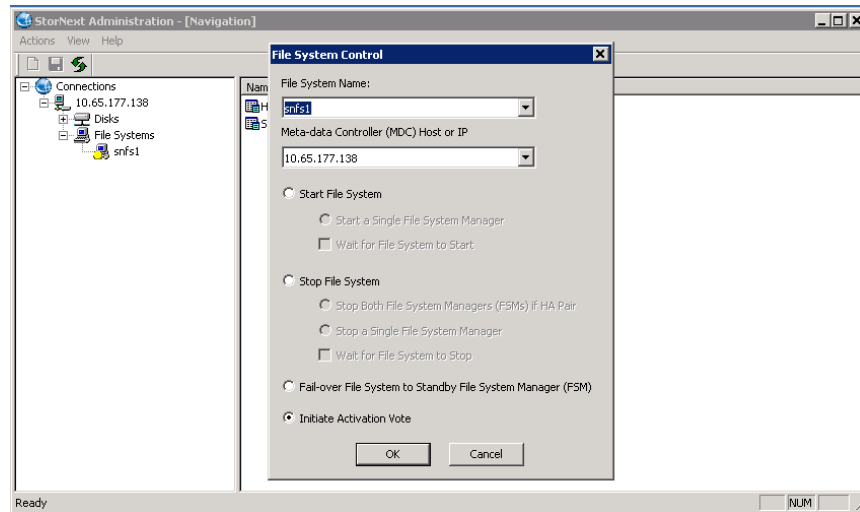 StorNext Administration - [Navigation]
Actions View Help
Connections
10.65.177.138
Disks
File Systems
snfs1
Nam
H
S
File System Control
File System Name:
snfs1
Meta-data Controller (MDC) Host or IP
10.65.177.138
Start File System
Start a Single File System Manager
Wait for File System to Start
Stop File System
Stop Both File System Managers (FSMs) if HA Pair
Stop a Single File System Manager
Wait for File System to Stop
Fail-over File System to Standby File System Manager (FSM)
Initiate Activation Vote
OK Cancel
Ready
NUM